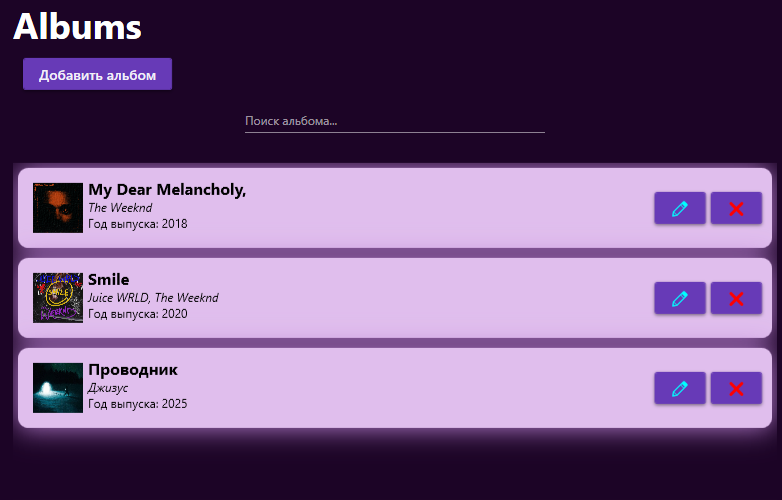 Albums
Добавить альбом
Поиск альбома...
My Dear Melancholy,
The Weeknd
Год выпуска: 2018
SMILE
Smile
Juice WRLD, The Weeknd
Год выпуска: 2020
Проводник
Джизус
Год выпуска: 2025